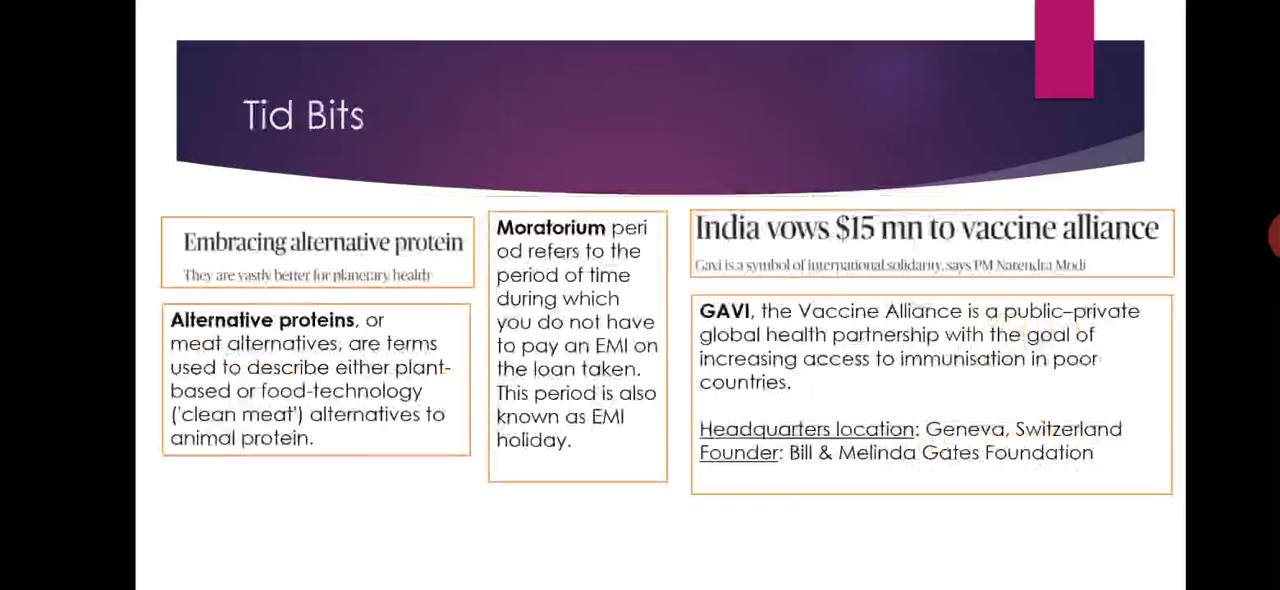 Tid Bits
Embracing alternative protein
They are vastly better for planetary health
Alternative proteins, or
meat alternatives, are terms
used to describe either plant-
based or food-technology
('clean meat') alternatives to
animal protein.
Moratorium peri
od refers to the
period of time
during which
you do not have
to pay an EMI on
the loan taken.
This period is also
known as EMI
holiday.
India vows $15 mn to vaccine alliance
Gavi is a symbol of international solidarity, says PM Narendra Modi
GAVI, the Vaccine Alliance is a public–private
global health partnership with the goal of
increasing access to immunisation in poor
countries.
Headquarters location: Geneva, Switzerland
Founder: Bill & Melinda Gates Foundation